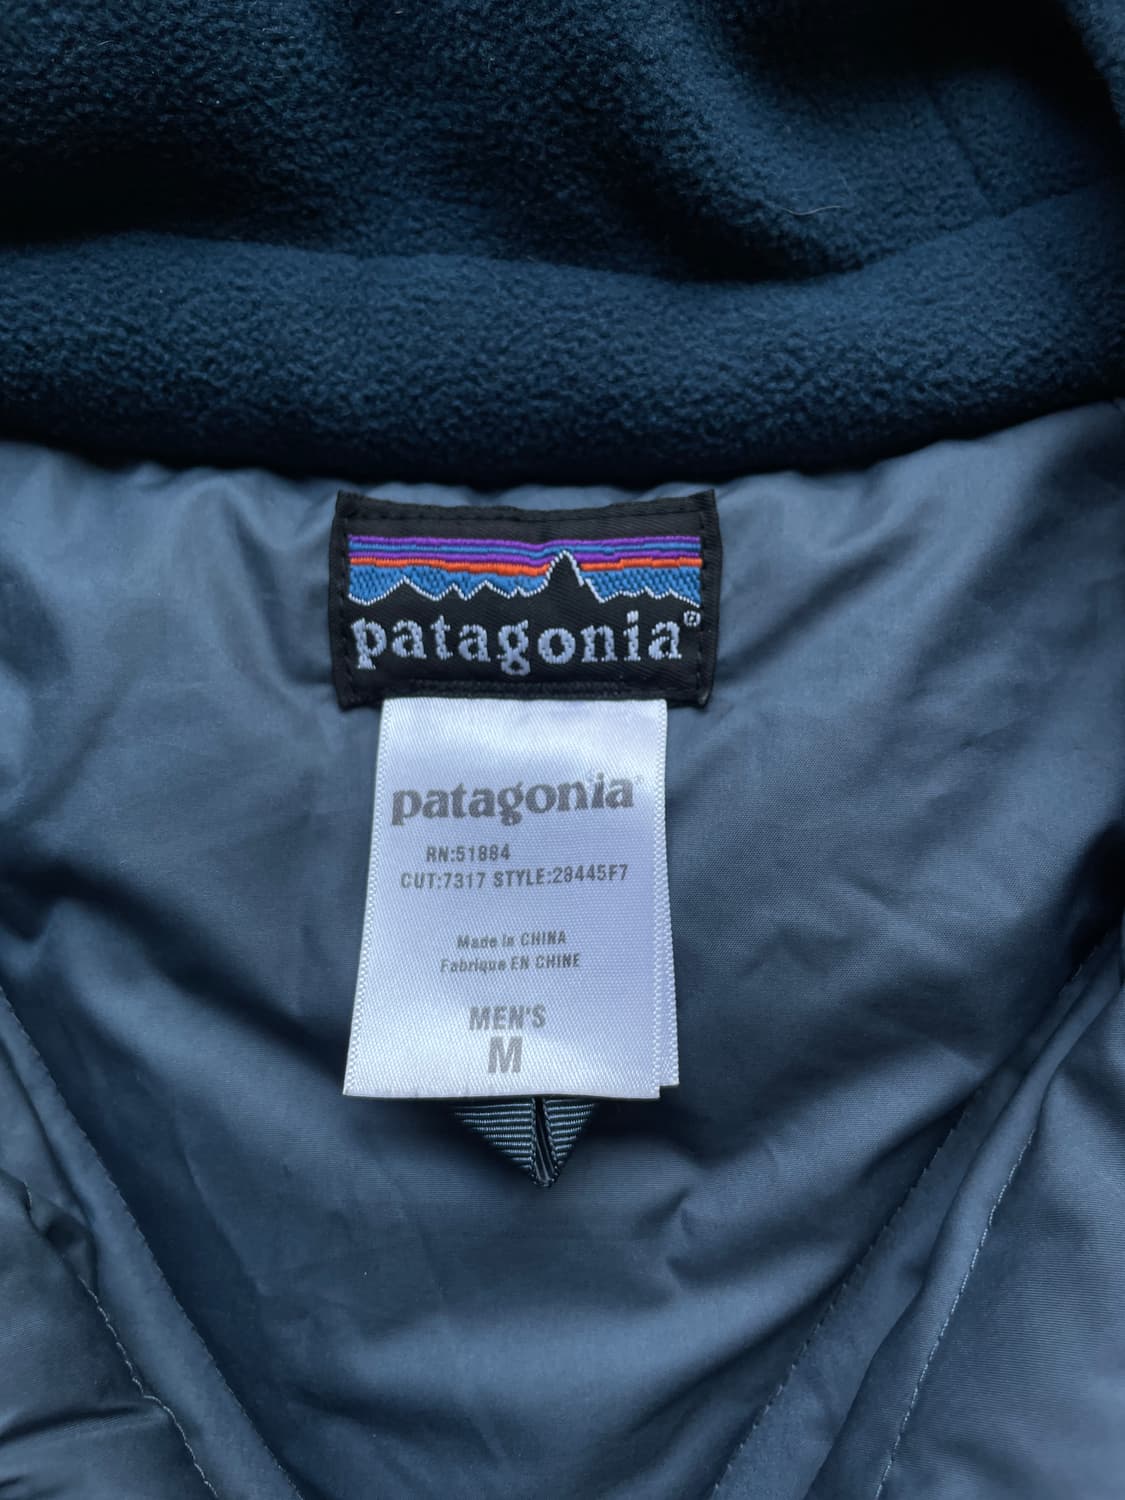 patagonia®
patagonia®
RN:51884
CUT:7317 STYLE:28445F7
Made in CHINA
Fabriqué EN CHINE
MEN'S
M